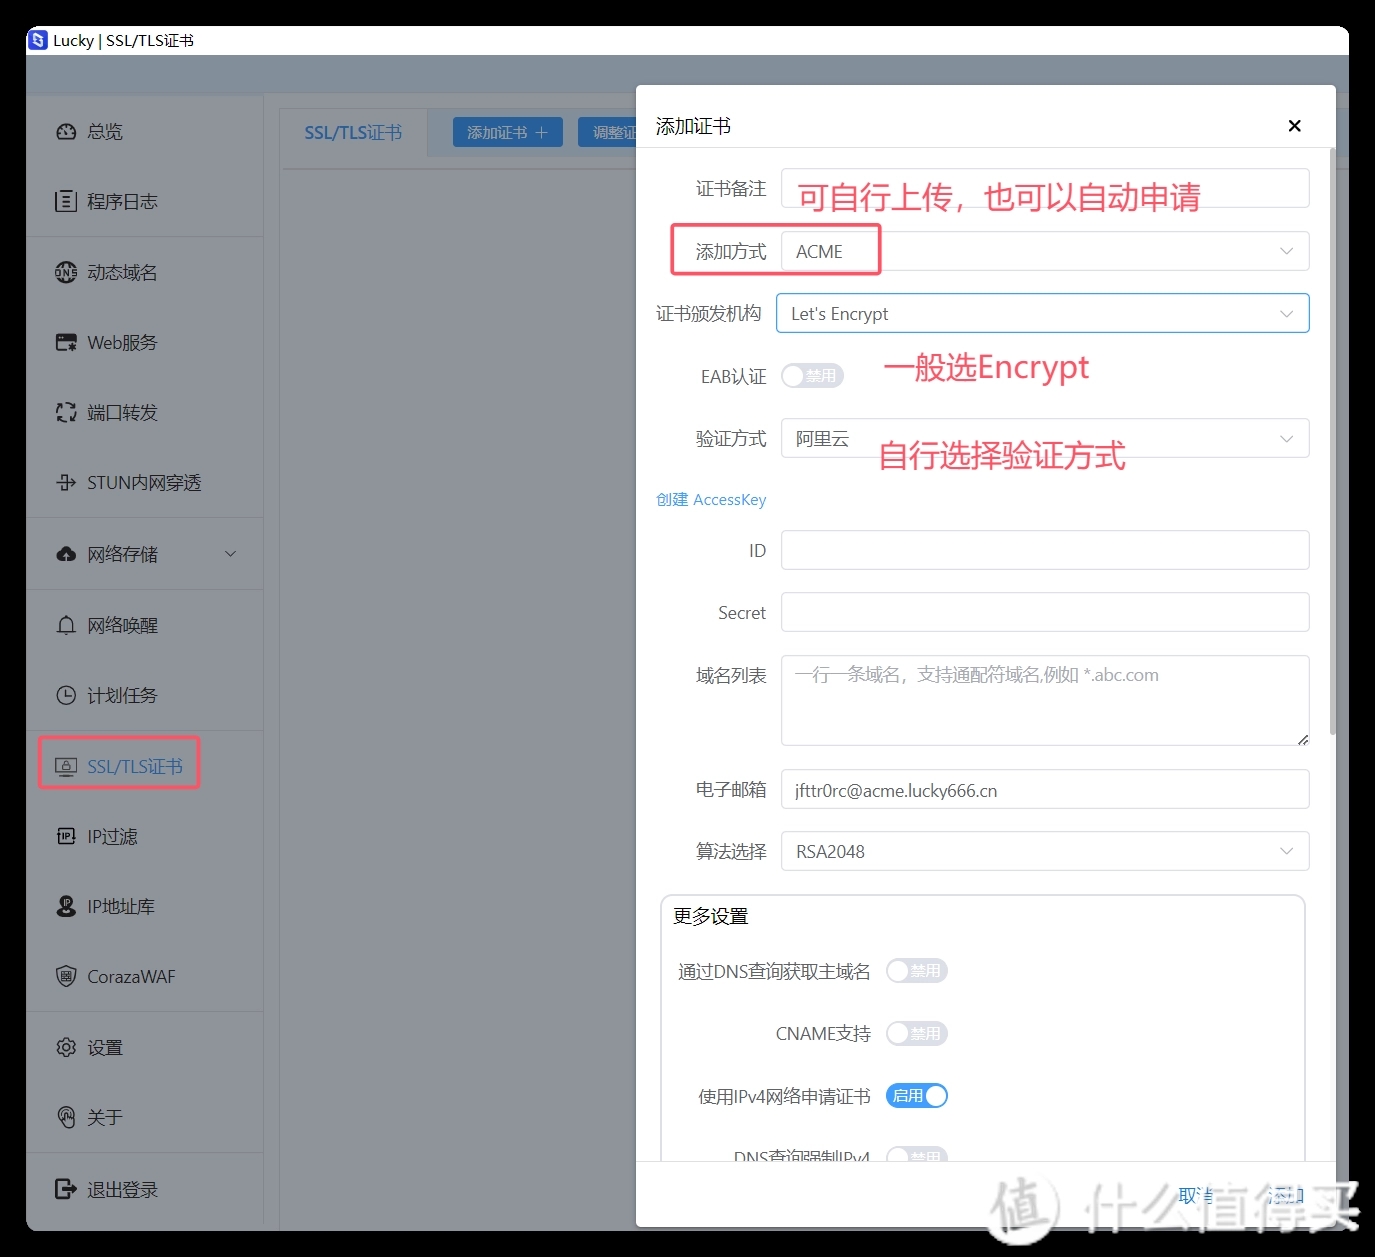 Lucky | SSL/TLS证书
总览
程序日志
动态域名
Web服务
端口转发
STUN内网穿透
网络存储
网络唤醒
计划任务
SSL/TLS证书
IP过滤
IP地址库
CorazaWAF
设置
关于
退出登录
SSL/TLS证书
添加证书
调整证
添加证书
证书备注
可自行上传，也可以自动申请
添加方式 ACME
证书颁发机构 Let's Encrypt
EAB认证 禁用
一般选Encrypt
验证方式 阿里云
自行选择验证方式
创建 AccessKey
ID
Secret
域名列表 一行一条域名，支持通配符域名,例如 *.abc.com
电子邮箱 jfttr0rc@acme.lucky666.cn
算法选择 RSA2048
更多设置
通过DNS查询获取主域名 禁用
CNAME支持 禁用
使用IPv4网络申请证书 启用
DNS查询强制IPv4 禁用
取消 添加
值 什么值得买